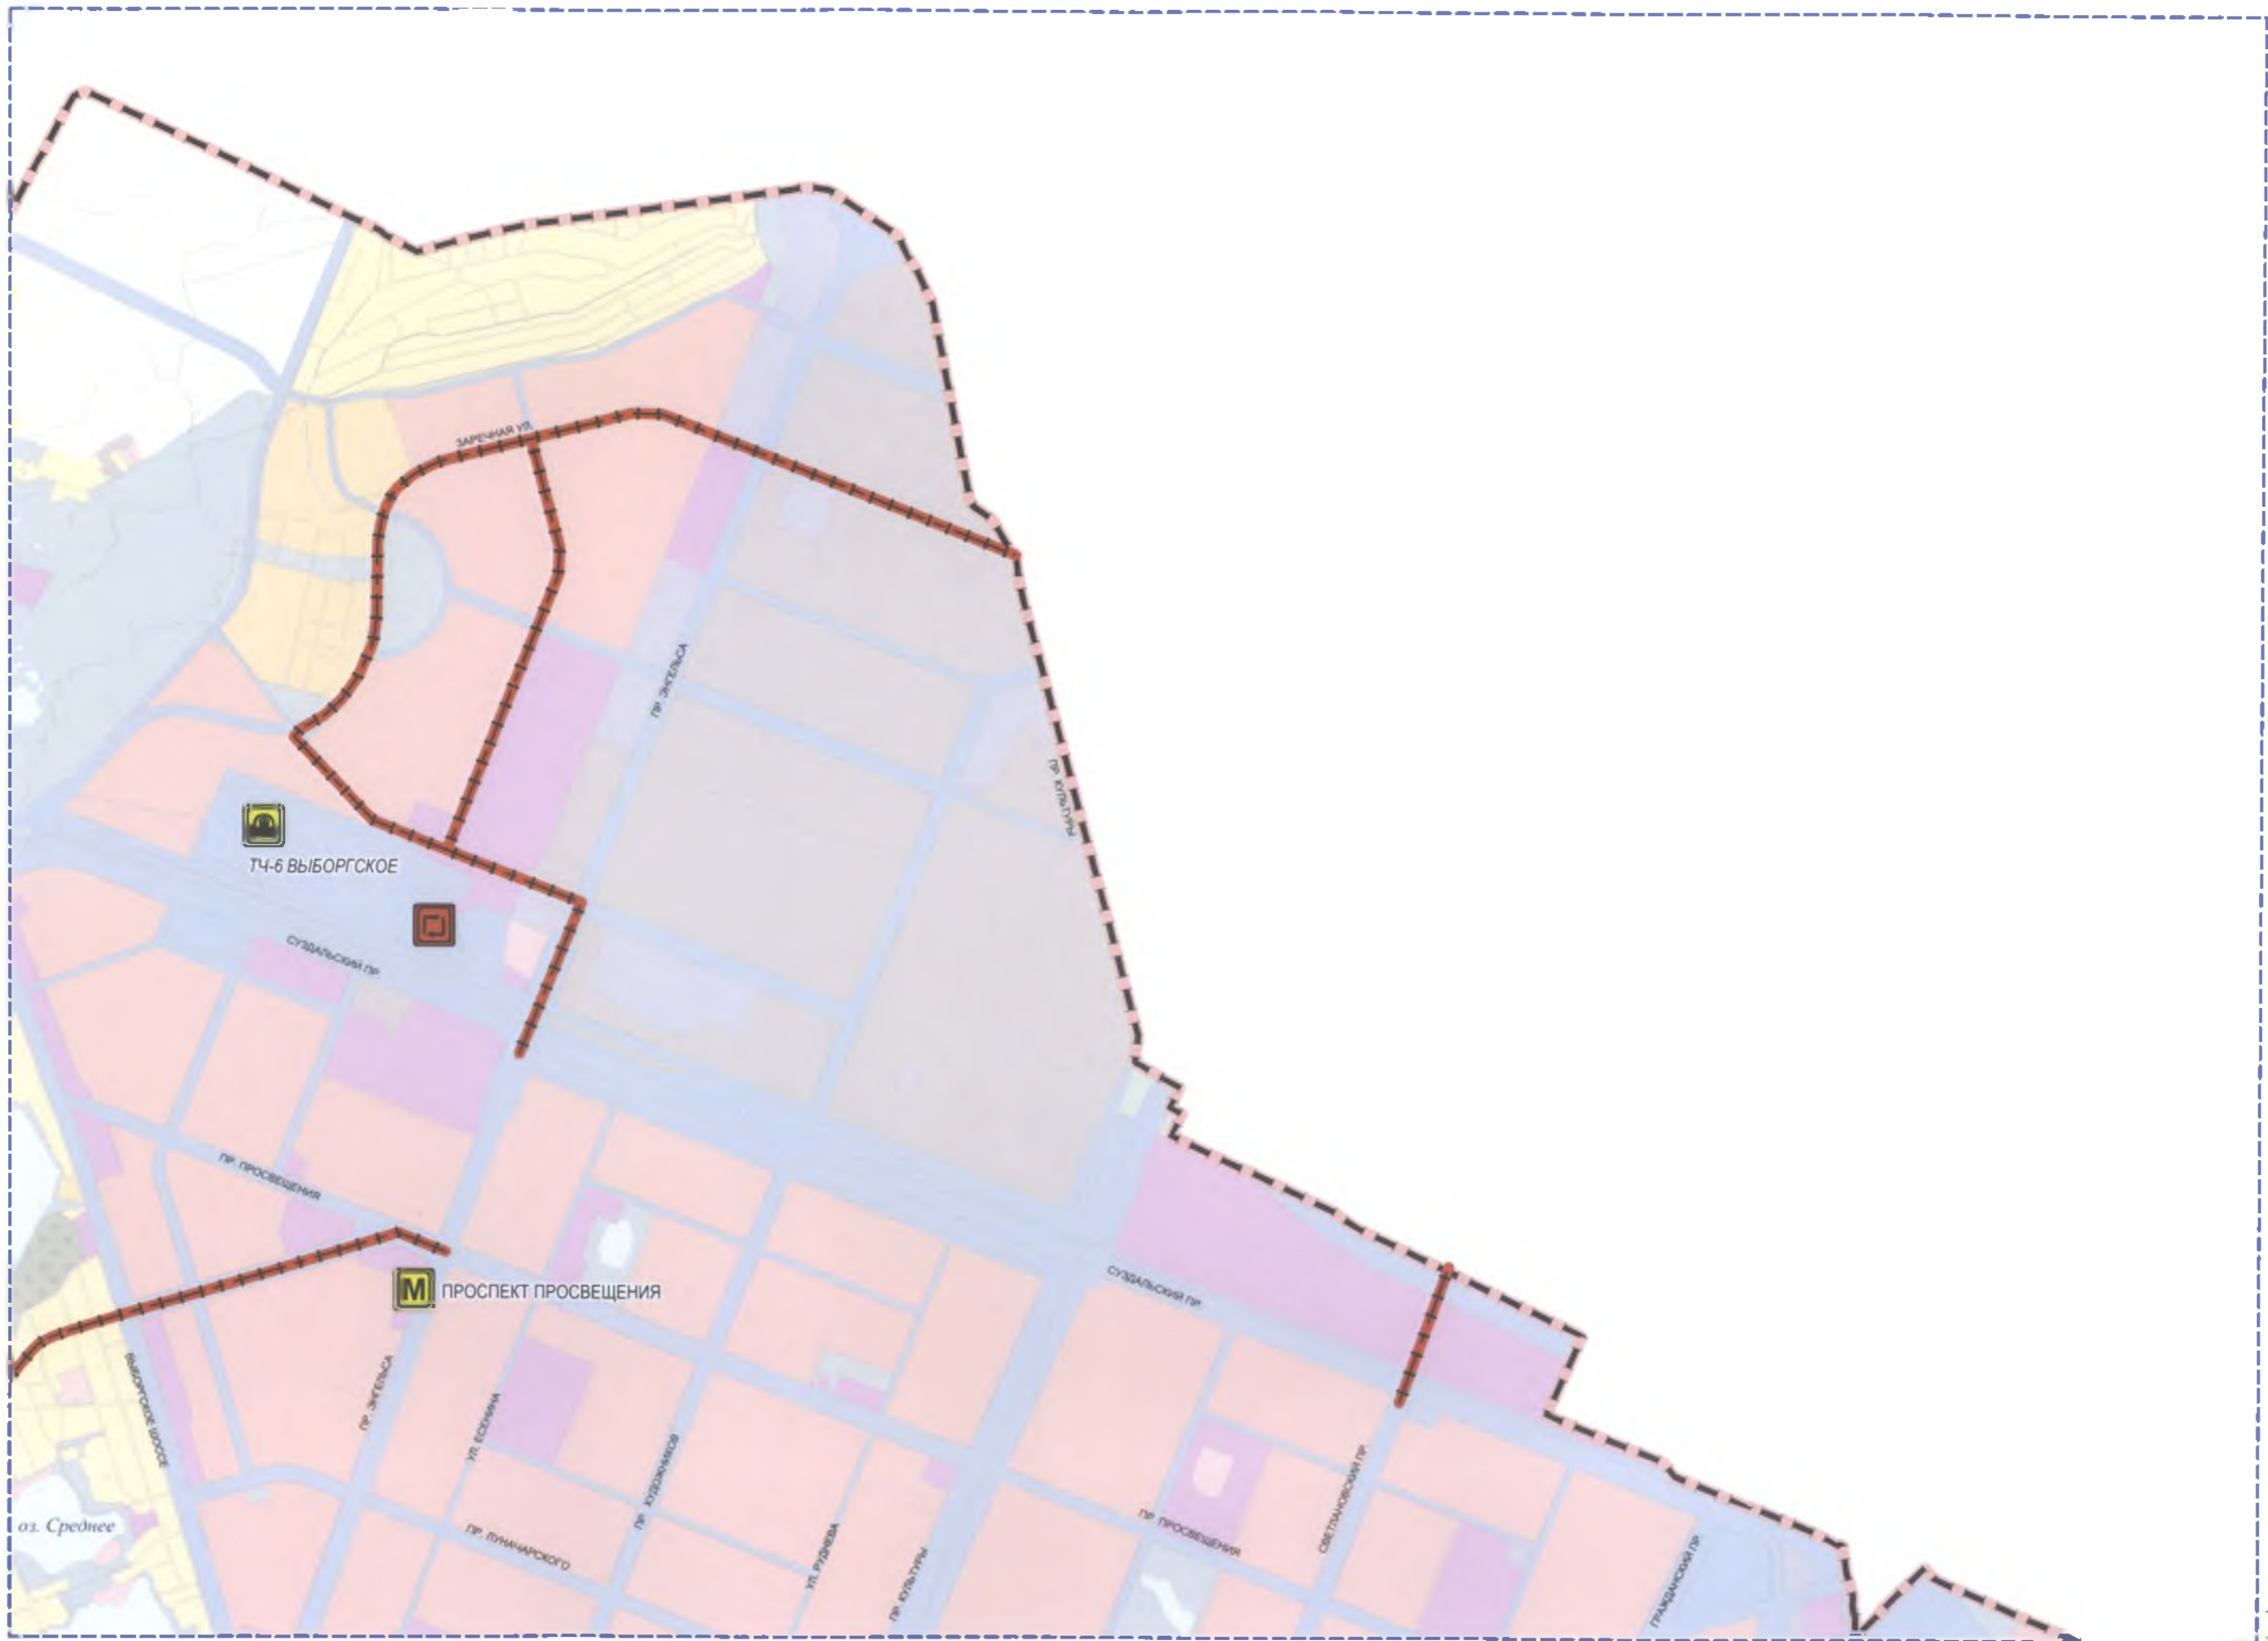 ЗАРЕЧНАЯ УЛ.
ПР. ЭНГЕЛЬСА
ПР. КУЛЬТУРЫ
ТЧ-6 ВЫБОРГСКОЕ
СУЗДАЛЬСКИЙ ПР.
ПР. ПРОСВЕЩЕНИЯ
М ПРОСПЕКТ ПРОСВЕЩЕНИЯ
СУЗДАЛЬСКИЙ ПР.
ВЫБОРГСКОЕ ШОССЕ
ПР. ЭНГЕЛЬСА
УЛ. ЕСЕНИНА
ПР. ХУДОЖНИКОВ
СВЕТЛАНОВСКИЙ ПР.
оз. Среднее
ПР. ЛУНАЧАРСКОГО
УЛ. РУДНЕВА
ПР. КУЛЬТУРЫ
ПР. ПРОСВЕЩЕНИЯ
ГРАЖДАНСКИЙ ПР.